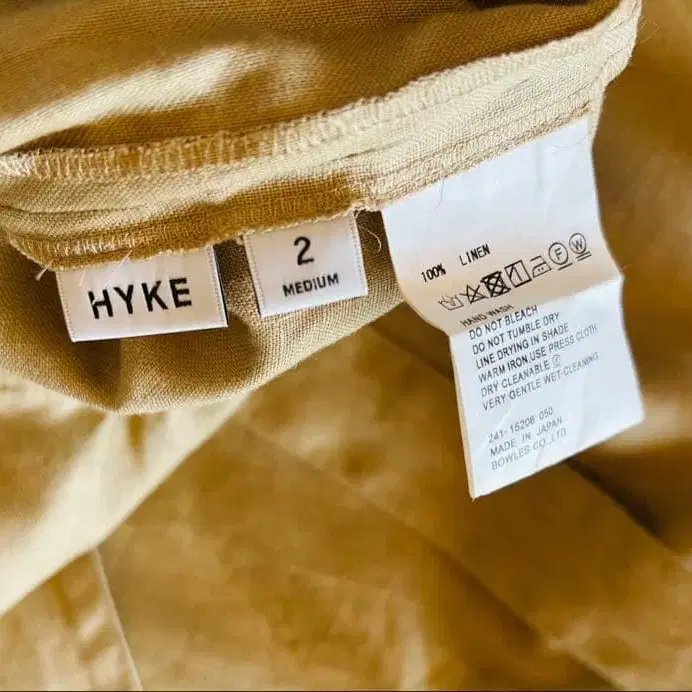 HYKE
2
MEDIUM
100% LINEN
HAND WASH
DO NOT BLEACH
DO NOT TUMBLE DRY
LINE DRYING IN SHADE
WARM IRON,USE PRESS CLOTH
DRY CLEANABLE Ⓕ
VERY GENTLE WET-CLEANING
241-15206 050
MADE IN JAPAN
BOWLES CO.,LTD